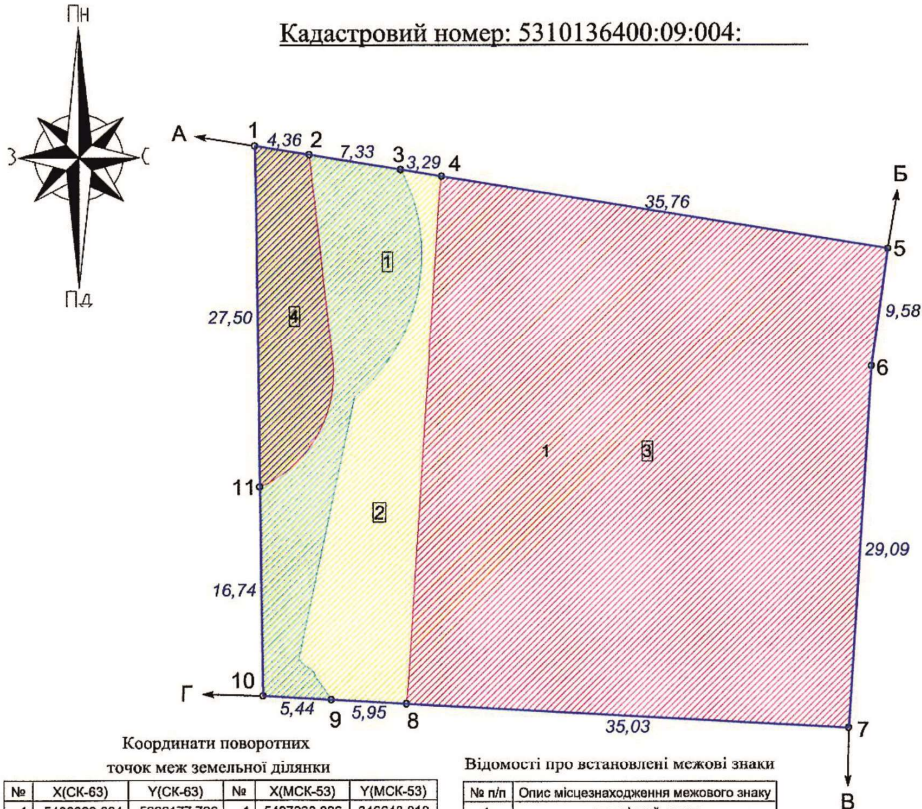 Пн
Кадастровий номер: 5310136400:09:004:
А
1
4,36
2
7,33
3
3,29
4
35,76
Б
5
З
С
Пд
9,58
6
1
4
27,50
1
3
11
2
29,09
16,74
10
Г
5,44
9
5,95
8
35,03
7
В
Координати поворотних
точок меж земельної ділянки
№ X(СК-63) Y(СК-63) № X(МСК-53) Y(МСК-53)
Відомості про встановлені межові знаки
№ п/п Опис місцезнаходження межового знаку